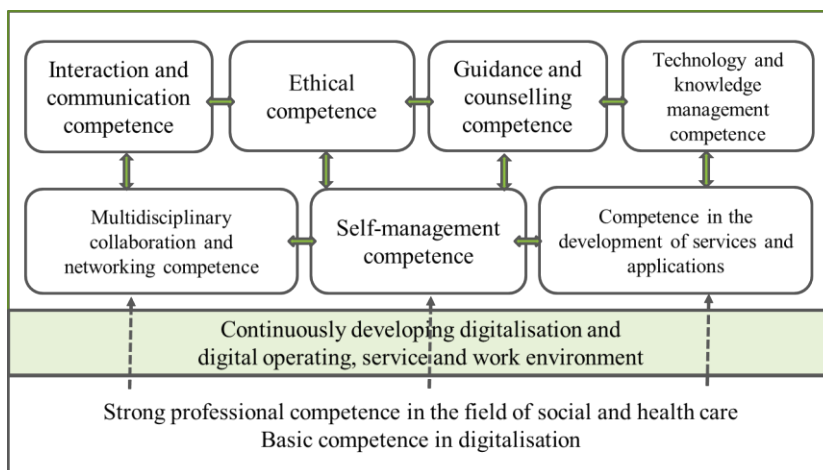 Interaction and
communication
competence
Ethical
competence
Guidance and
counselling
competence
Technology and
knowledge
management
competence
Multidisciplinary
collaboration and
networking competence
Self-management
competence
Competence in the
development of services and
applications
Continuously developing digitalisation and
digital operating, service and work environment
Strong professional competence in the field of social and health care
Basic competence in digitalisation